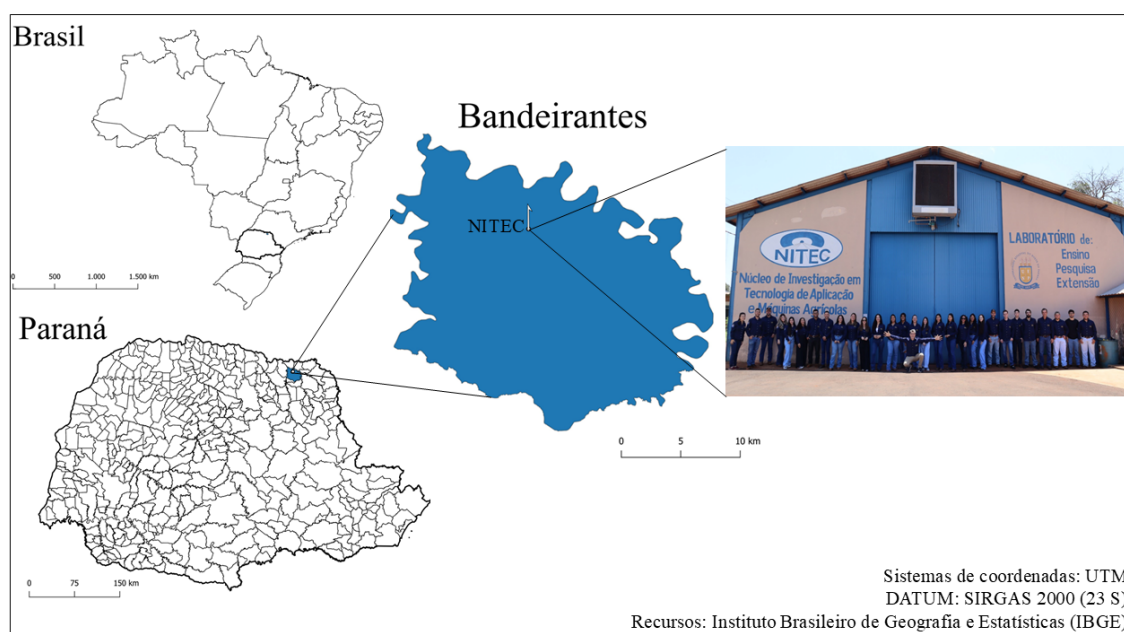 Brasil
0 500 1.000 1.500 km
Paraná
0 75 150 km
Bandeirantes
NITEC
0 5 10 km
NITEC
Núcleo de Investigação em
Tecnologia de Aplicação
e Máquinas Agrícolas
LABORATÓRIO de:
Ensino
Pesquisa
Extensão
Sistemas de coordenadas: UTM
DATUM: SIRGAS 2000 (23 S)
Recursos: Instituto Brasileiro de Geografia e Estatísticas (IBGE)